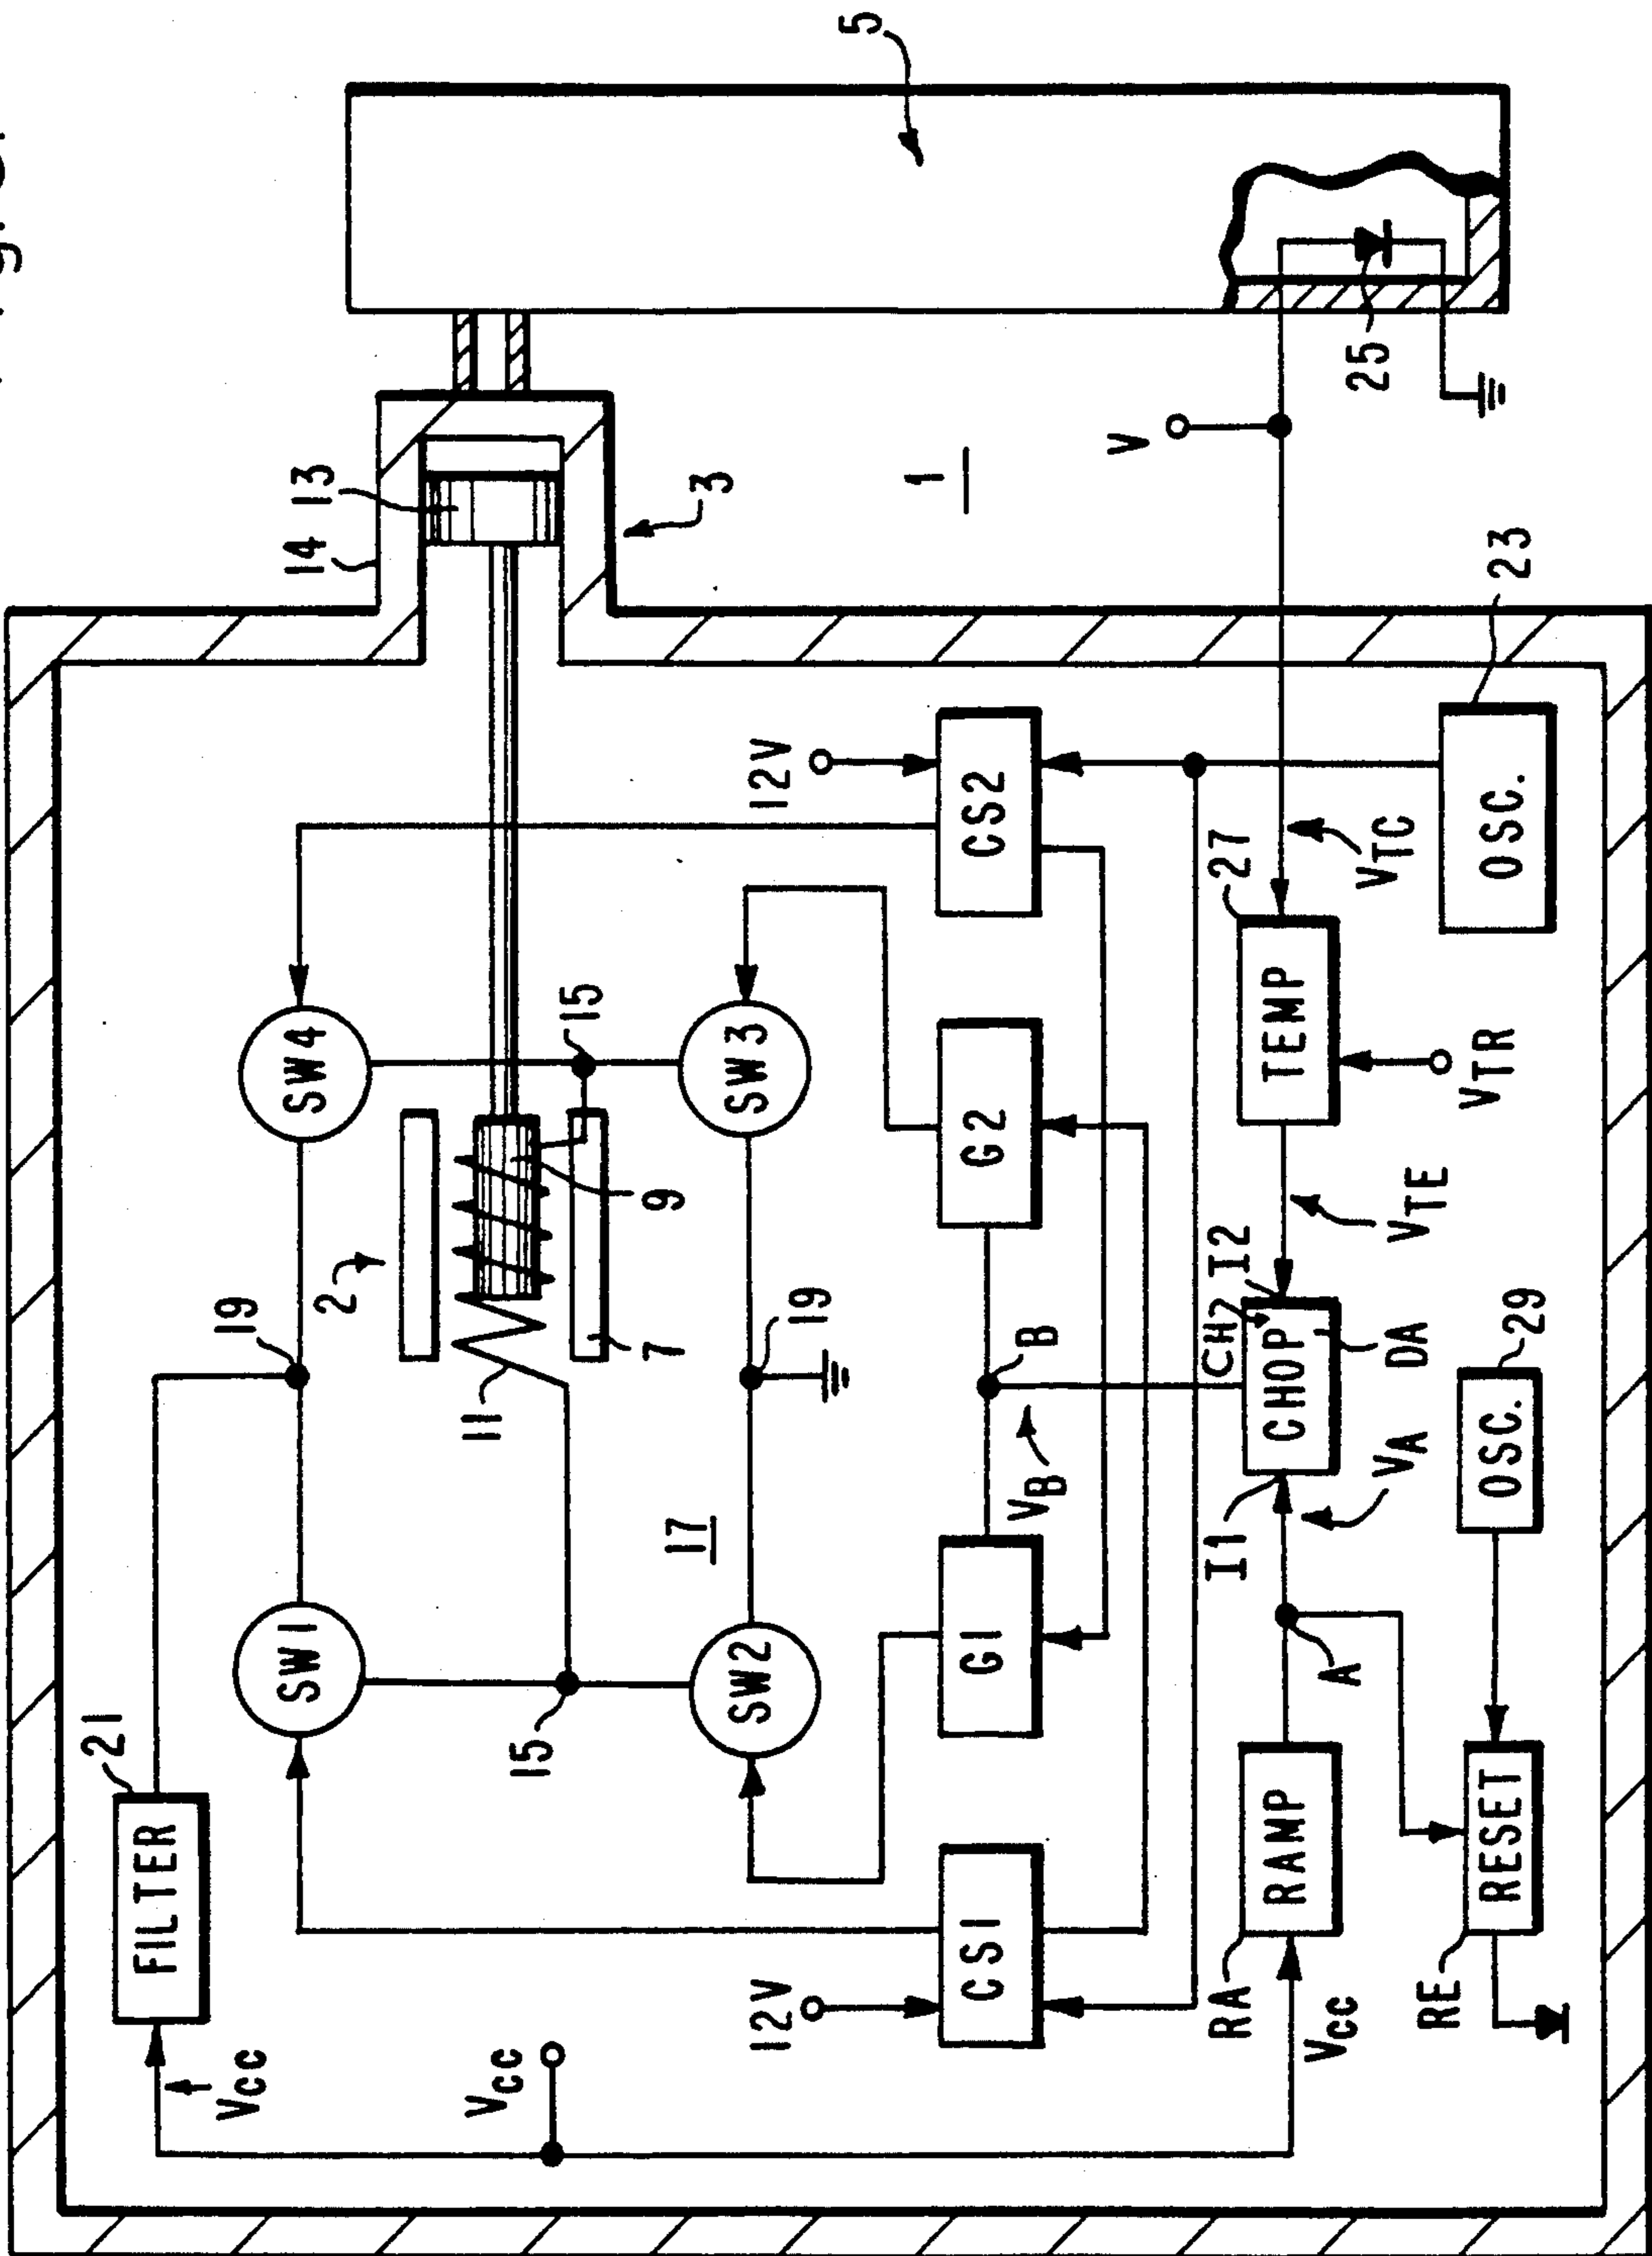 FILTER
21
VCC
19
SW1
SW4
14
13
2
11
15
15
VCC
7
9
3
17
SW2
19
SW3
12V
12V
5
1
CS1
G1
G2
CS2
VB
B
V
I1
CH2
I2
27
RA
RAMP
CHOP
TEMP
VCC
A
VA
DA
VTE
VTC
25
VTR
RE
RESET
OSC.
29
OSC.
23